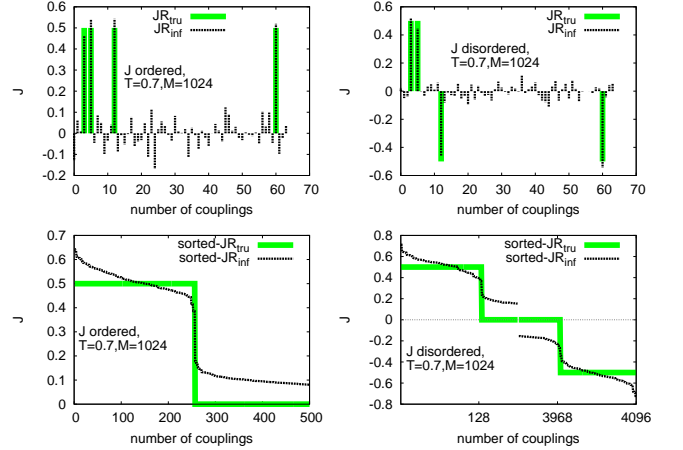 0.6
0.5
0.4
0.3
0.2
0.1
0
-0.1
-0.2
J
JR_tru
JR_inf
J ordered,
T=0.7,M=1024
0 10 20 30 40 50 60 70
number of couplings
0.6
0.4
0.2
0
-0.2
-0.4
-0.6
J
JR_tru
JR_inf
J disordered,
T=0.7,M=1024
0 10 20 30 40 50 60 70
number of couplings
0.7
0.6
0.5
0.4
0.3
0.2
0.1
0
J
sorted-JR_tru
sorted-JR_inf
J ordered,
T=0.7,M=1024
0 100 200 300 400 500
number of couplings
0.8
0.6
0.4
0.2
0
-0.2
-0.4
-0.6
-0.8
J
sorted-JR_tru
sorted-JR_inf
J disordered,
T=0.7,M=1024
128 3968 4096
number of couplings